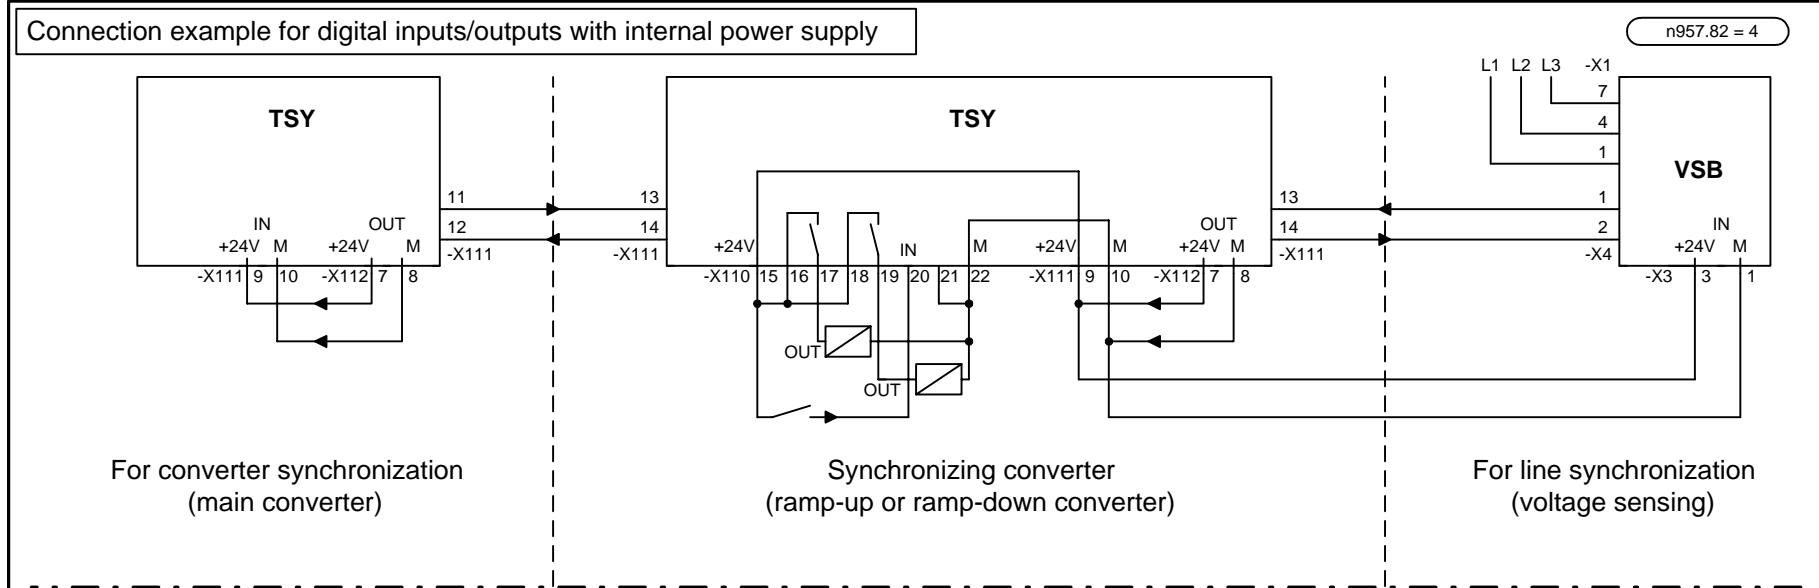 Connection example for digital inputs/outputs with internal power supply
n957.82 = 4
L1 L2 L3 -X1
7
4
1
TSY
TSY
VSB
11 13 13 1
12 14 14 2
-X111 -X111 -X111 -X4
IN OUT
+24V M +24V M
-X111 9 10 -X112 7 8
+24V IN M +24V M OUT +24V M
-X110 15 16 17 18 19 20 21 22 -X111 9 10 -X112 7 8
IN
+24V M
-X3 3 1
OUT
OUT
For converter synchronization
(main converter)
Synchronizing converter
(ramp-up or ramp-down converter)
For line synchronization
(voltage sensing)